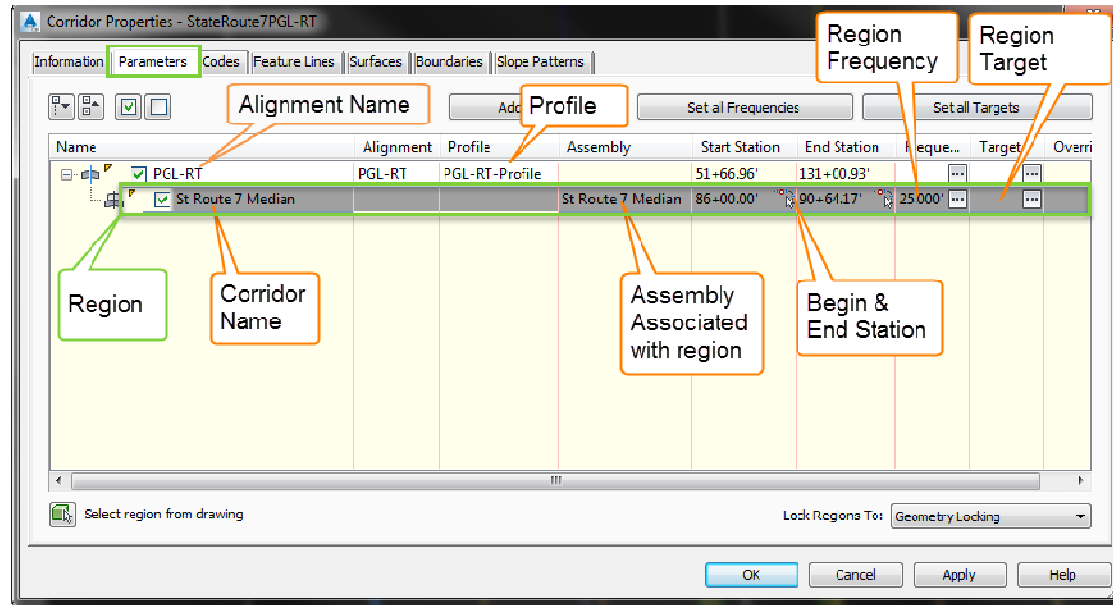 Corridor Properties - StateRoute7PGL-RT
Region Frequency
Region Target
Information Parameters Codes Feature Lines Surfaces Boundaries Slope Patterns
Alignment Name
Add
Profile
Set all Frequencies
Set all Targets
Name Alignment Profile Assembly Start Station End Station Freque... Target Overri
PGL-RT PGL-RT PGL-RT-Profile 51+66.96' 131+00.93' ...
St Route 7 Median St Route 7 Median 86+00.00' 90+64.17' 25.000' ...
Region
Corridor Name
Assembly Associated with region
Begin & End Station
Select region from drawing
Lock Regions To: Geometry Locking
OK Cancel Apply Help